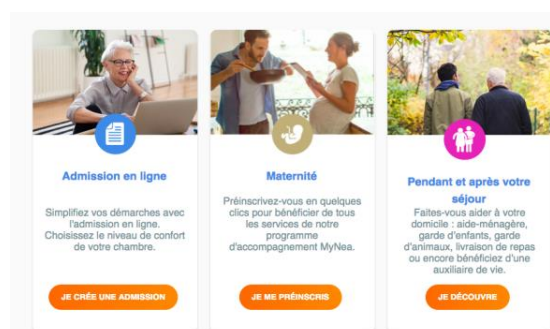 Admission en ligne
Simplifiez vos démarches avec
l'admission en ligne.
Choisissez le niveau de confort
de votre chambre.
JE CRÉE UNE ADMISSION
Maternité
Préinscrivez-vous en quelques
clics pour bénéficier de tous
les services de notre
programme
d'accompagnement MyNea.
JE ME PRÉINSCRIS
Pendant et après votre
séjour
Faites-vous aider à votre
domicile : aide-ménagère,
garde d'enfants, garde
d'animaux, livraison de repas
ou encore bénéficiez d'une
auxiliaire de vie.
JE DÉCOUVRE